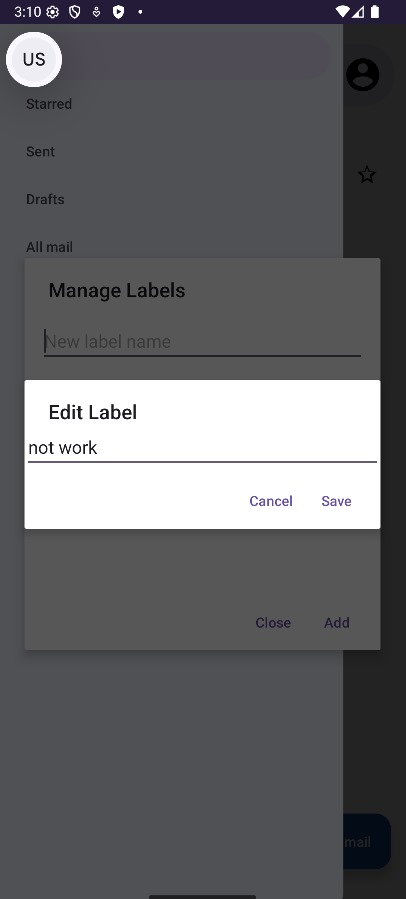 3:10
US
Starred
Sent
Drafts
All mail
Manage Labels
New label name
Edit Label
not work
Cancel Save
Close Add
mail